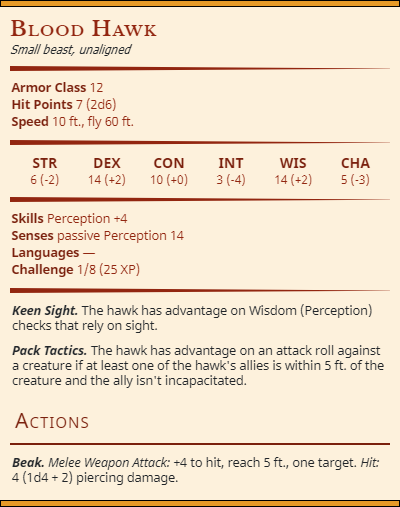 Blood Hawk
Small beast, unaligned
Armor Class 12
Hit Points 7 (2d6)
Speed 10 ft., fly 60 ft.
STR DEX CON INT WIS CHA
6 (-2) 14 (+2) 10 (+0) 3 (-4) 14 (+2) 5 (-3)
Skills Perception +4
Senses passive Perception 14
Languages —
Challenge 1/8 (25 XP)
Keen Sight. The hawk has advantage on Wisdom (Perception)
checks that rely on sight.
Pack Tactics. The hawk has advantage on an attack roll against
a creature if at least one of the hawk's allies is within 5 ft. of the
creature and the ally isn't incapacitated.
Actions
Beak. Melee Weapon Attack: +4 to hit, reach 5 ft., one target. Hit:
4 (1d4 + 2) piercing damage.